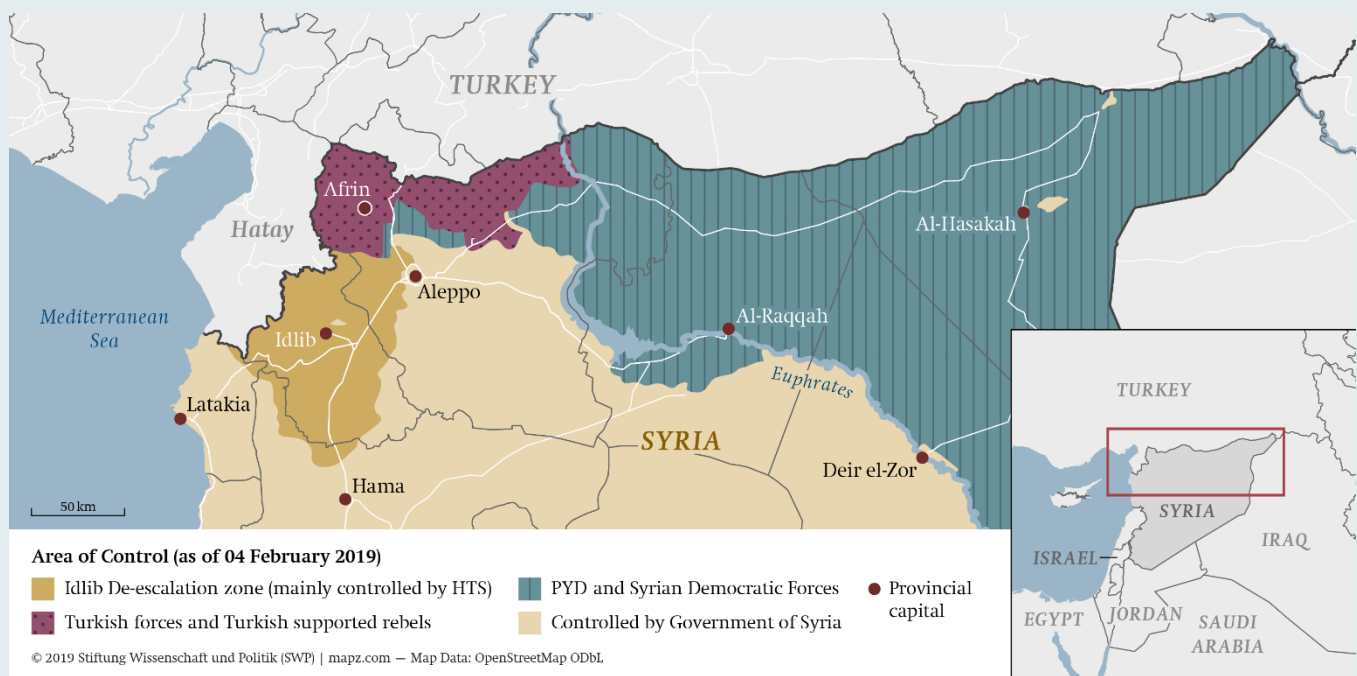 TURKEY
Afrin
Hatay
Al-Hasakah
Aleppo
Mediterranean
Sea
Idlib
Al-Raqqah
Euphrates
Latakia
SYRIA
Deir el-Zor
Hama
50 km
TURKEY
SYRIA
ISRAEL
IRAQ
EGYPT
JORDAN
SAUDI
ARABIA
Area of Control (as of 04 February 2019)
Idlib De-escalation zone (mainly controlled by HTS)
Turkish forces and Turkish supported rebels
PYD and Syrian Democratic Forces
Controlled by Government of Syria
Provincial
capital
© 2019 Stiftung Wissenschaft und Politik (SWP) | mapz.com — Map Data: OpenStreetMap ODbL